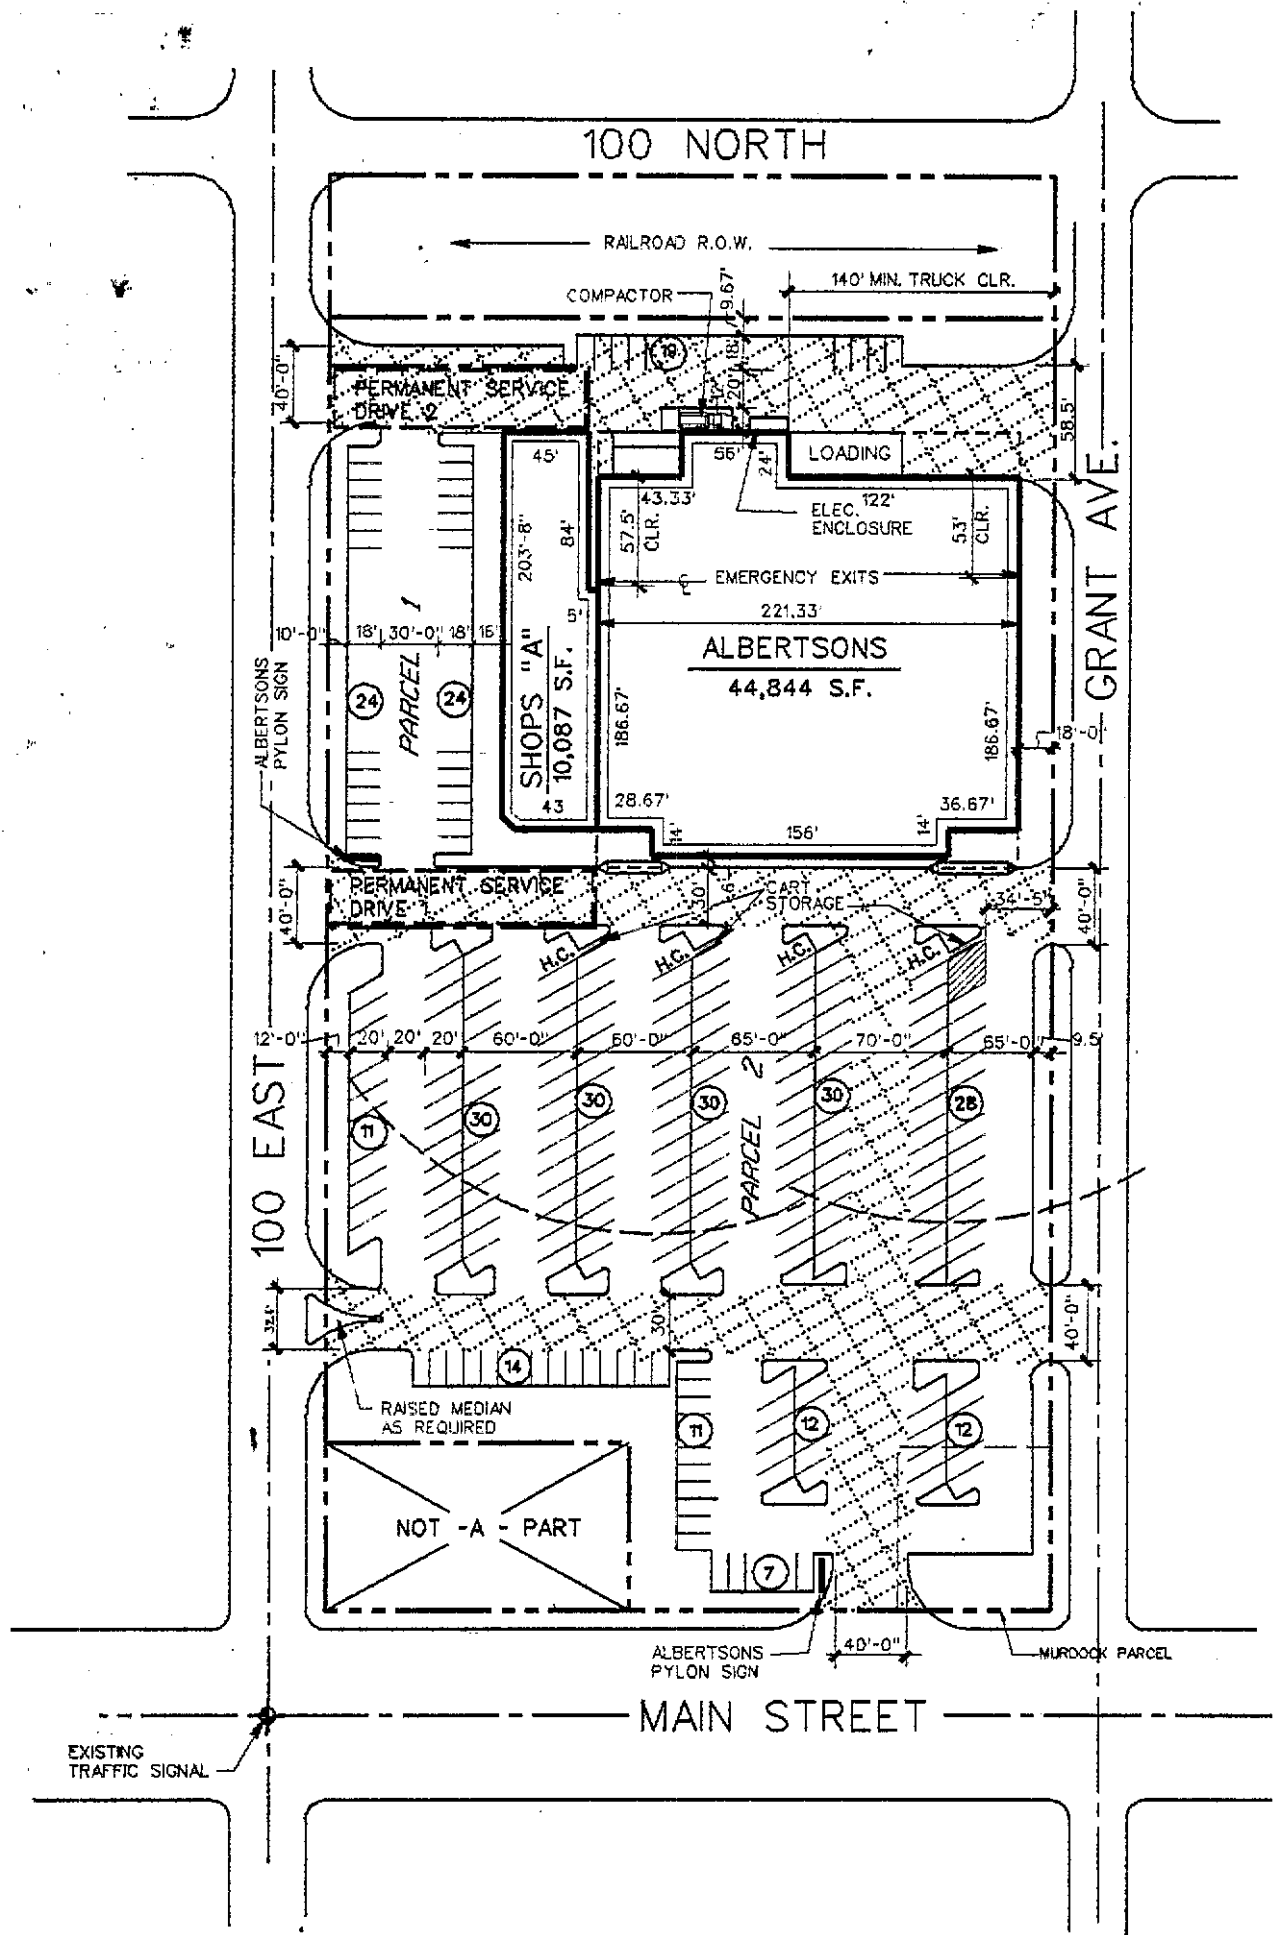 100 NORTH
RAILROAD R.O.W.
140' MIN. TRUCK CLR.
COMPACTOR
9.67'
18'
20'
12'
19
40'-0"
PERMANENT SERVICE
DRIVE 2
58.5'
45'
56'
24'
LOADING
43.33'
122'
ELEC.
ENCLOSURE
57.5'
CLR.
53'
CLR.
203'-8"
84'
EMERGENCY EXITS
5'
221.33'
10'-0"
18'
30'-0"
18'
16'
ALBERTSONS
44,844 S.F.
GRANT AVE.
ALBERTSONS
PYLON SIGN
24
PARCEL 1
24
SHOPS "A"
10,087 S.F.
186.67'
186.67'
18'-0"
43
28.67'
36.67'
14'
156'
14'
PERMANENT SERVICE
DRIVE 1
40'-0"
30'
6'
CART
STORAGE
34'-5"
40'-0"
H.C.
H.C.
H.C.
H.C.
12'-0"
20'
20'
20'
60'-0"
60'-0"
65'-0"
70'-0"
65'-0"
9.5'
100 EAST
11
30
30
30
PARCEL 2
30
28
30'
40'-0"
14
RAISED MEDIAN
AS REQUIRED
11
12
12
NOT -A- PART
7
ALBERTSONS
PYLON SIGN
40'-0"
MURDOCK PARCEL
MAIN STREET
EXISTING
TRAFFIC SIGNAL